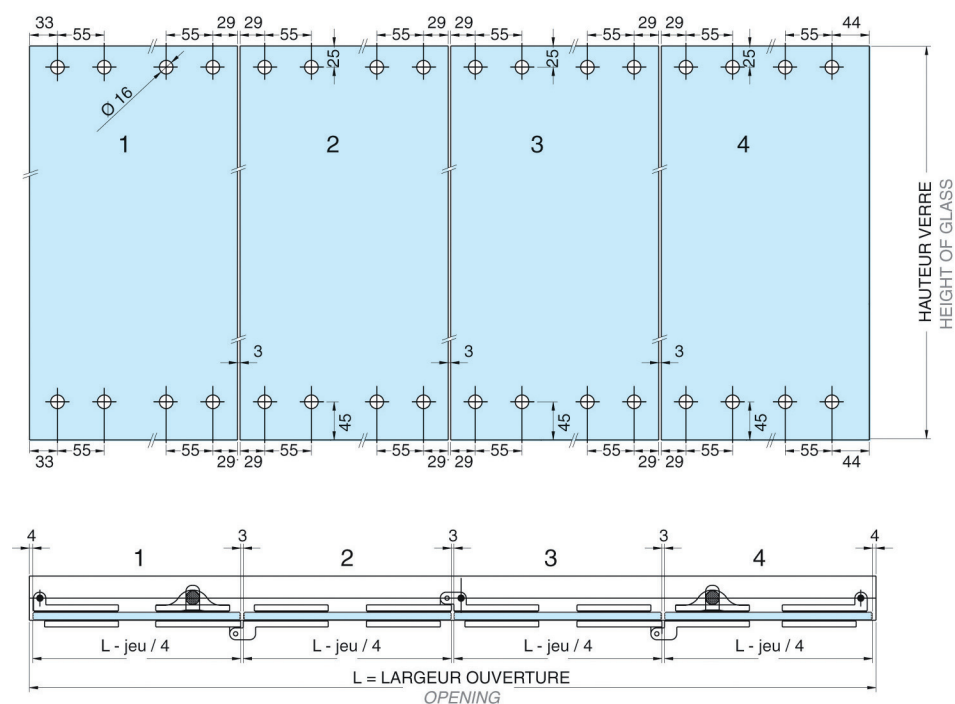 33 29 29 29 29 29 29 44
55 55 55 55 55 55 55 55
25 25 25
Ø 16
1 2 3 4
HAUTEUR VERRE
HEIGHT OF GLASS
3 3 3
45 45 45
55 55 55 55 55 55 55 55
33 29 29 29 29 29 29 44
4 3 3 3 4
1 2 3 4
L - jeu / 4 L - jeu / 4 L - jeu / 4 L - jeu / 4
L = LARGEUR OUVERTURE
OPENING